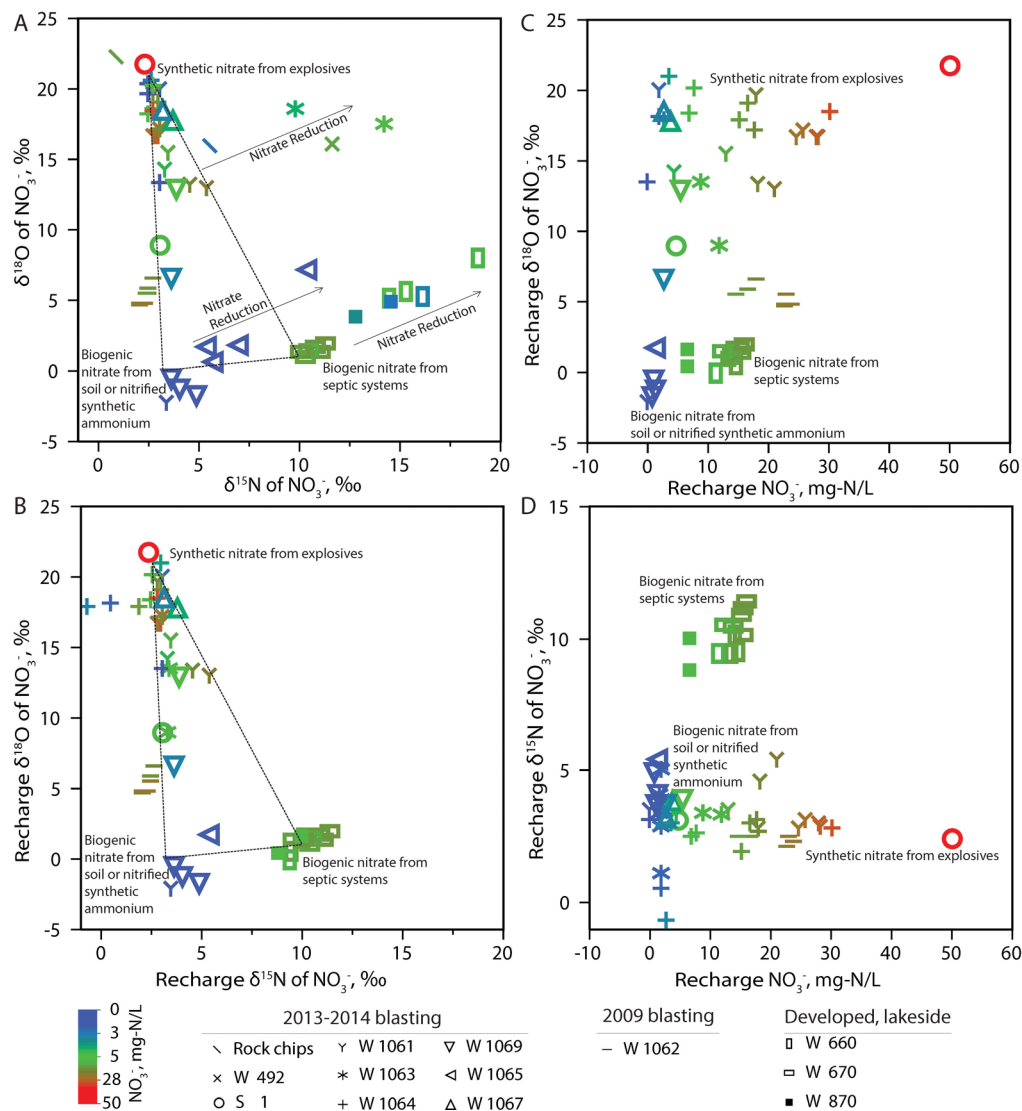 A
25
20
15
10
5
0
-5
δ¹⁸O of NO₃⁻, ‰
Synthetic nitrate from explosives
Nitrate Reduction
Nitrate
Reduction
Nitrate Reduction
Biogenic
nitrate from
soil or nitrified
synthetic
ammonium
Biogenic nitrate from
septic systems
0
5
10
15
20
δ¹⁵N of NO₃⁻, ‰
C
25
20
15
10
5
0
-5
Recharge δ¹⁸O of NO₃⁻, ‰
Synthetic nitrate from explosives
Biogenic nitrate from
septic systems
Biogenic nitrate from
soil or nitrified synthetic ammonium
-10
0
10
20
30
40
50
60
Recharge NO₃⁻, mg-N/L
B
25
20
15
10
5
0
-5
Recharge δ¹⁸O of NO₃⁻, ‰
Synthetic nitrate from explosives
Biogenic
nitrate from
soil or nitrified
synthetic
ammonium
Biogenic nitrate from
septic systems
0
5
10
15
20
Recharge δ¹⁵N of NO₃⁻, ‰
D
15
10
5
0
Recharge δ¹⁵N of NO₃⁻, ‰
Biogenic nitrate from
septic systems
Biogenic nitrate from
soil or nitrified
synthetic
ammonium
Synthetic nitrate from explosives
-10
0
10
20
30
40
50
60
Recharge NO₃⁻, mg-N/L
0
3
5
28
50
NO₃⁻, mg-N/L
2013-2014 blasting
Rock chips
W 492
S 1
W 1061
W 1063
W 1064
W 1069
W 1065
W 1067
2009 blasting
W 1062
Developed, lakeside
W 660
W 670
W 870